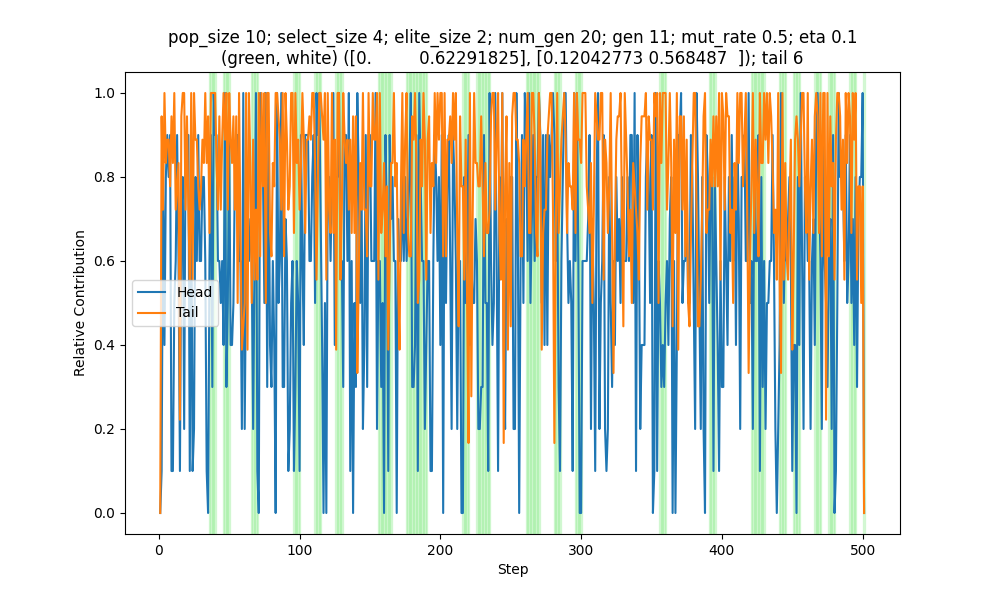 pop_size 10; select_size 4; elite_size 2; num_gen 20; gen 11; mut_rate 0.5; eta 0.1
(green, white) ([0. 0.62291825], [0.12042773 0.568487 ]); tail 6
1.0
0.8
0.6
0.4
0.2
0.0
Relative Contribution
Head
Tail
0
100
200
300
400
500
Step